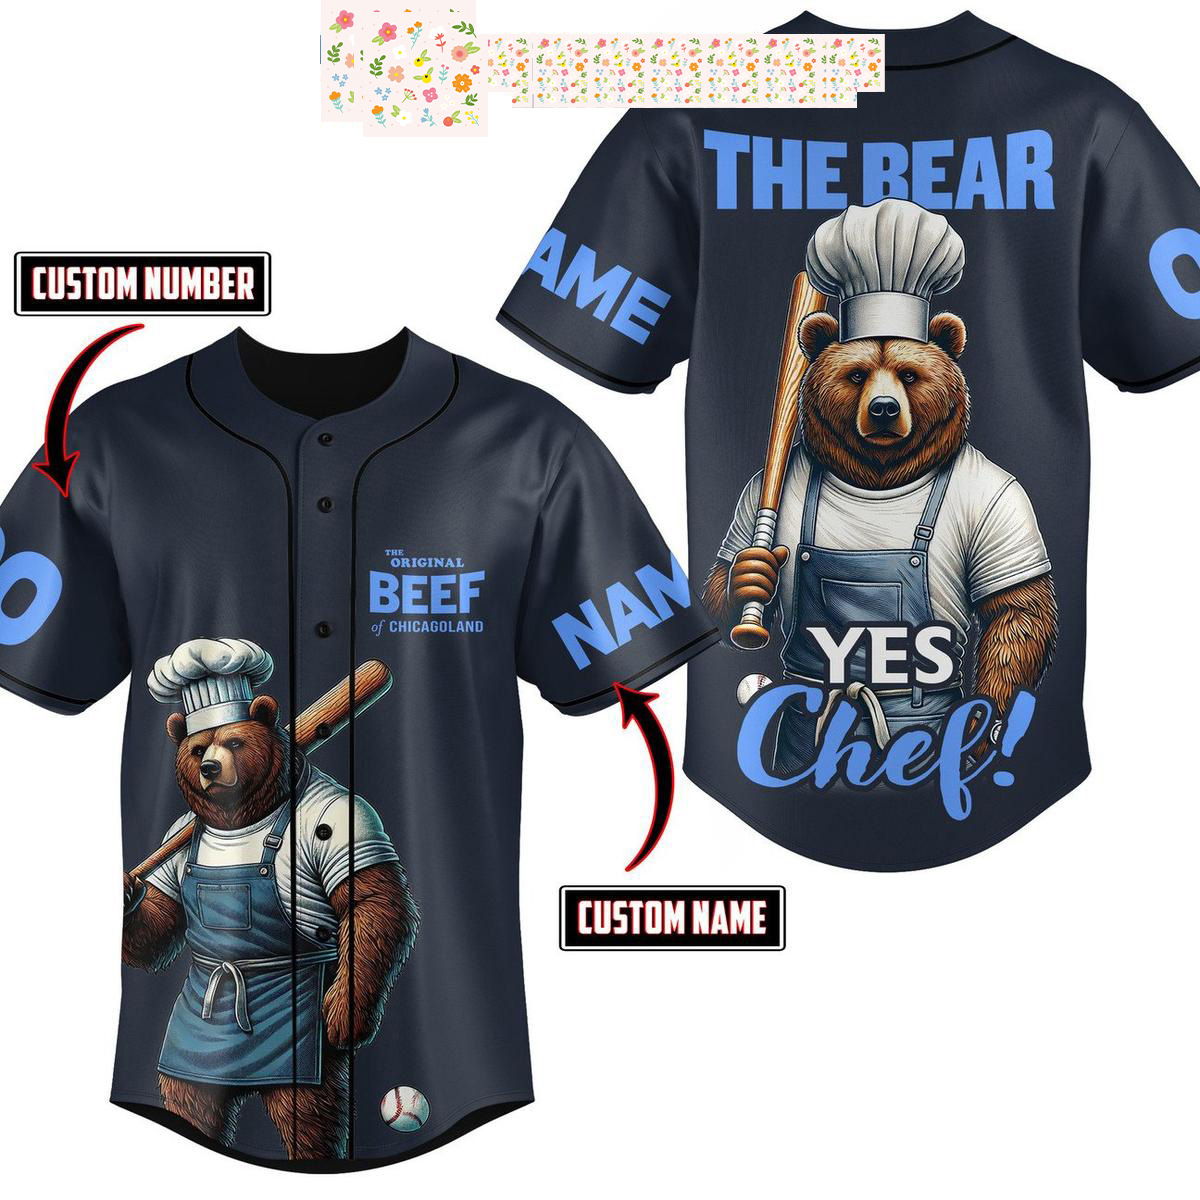 THE BEAR
AME
CUSTOM NUMBER
THE
ORIGINAL
BEEF
of CHICAGOLAND
NAM
YES
Chef!
CUSTOM NAME